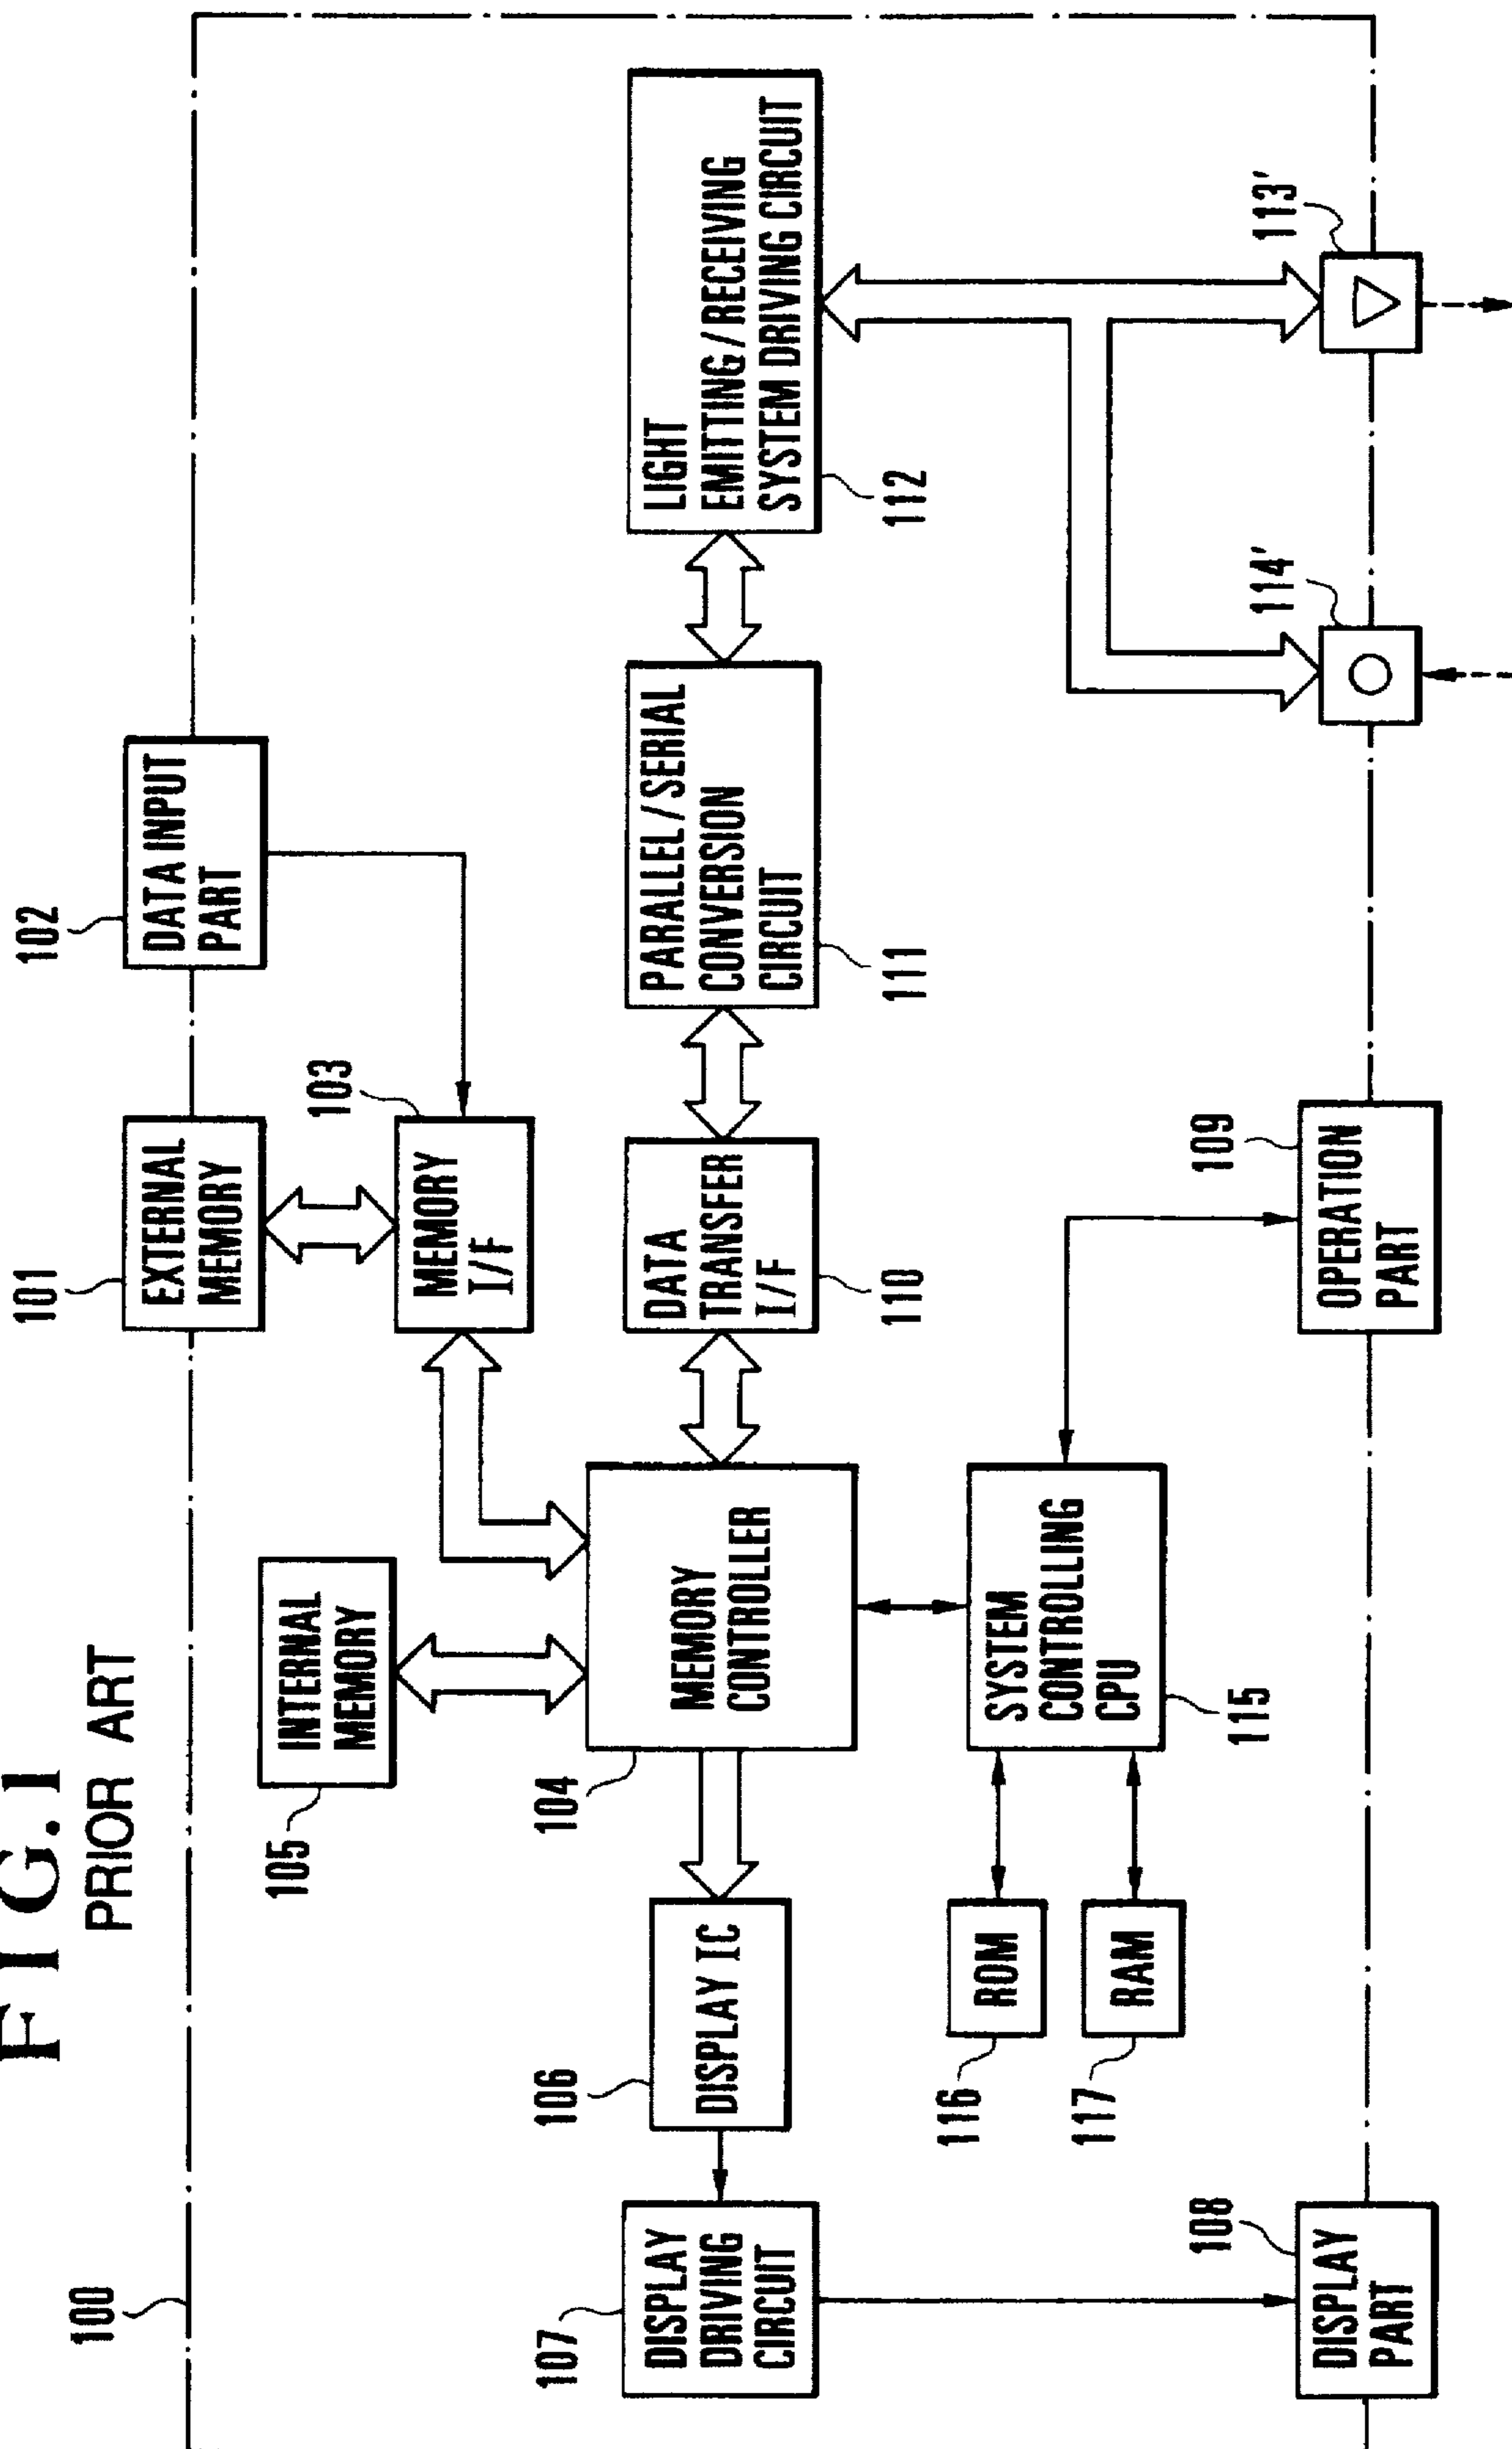 FIG.1
PRIOR ART
100
101
EXTERNAL
MEMORY
102
DATA INPUT
PART
105
INTERNAL
MEMORY
103
MEMORY
I/F
107
DISPLAY
DRIVING
CIRCUIT
106
DISPLAY IC
104
MEMORY
CONTROLLER
DATA
TRANSFER
I/F
110
PARALLEL/SERIAL
CONVERSION
CIRCUIT
111
LIGHT
EMITTING/RECEIVING
SYSTEM DRIVING CIRCUIT
112
116
ROM
117
RAM
SYSTEM
CONTROLLING
CPU
115
108
DISPLAY
PART
109
OPERATION
PART
114'
113'